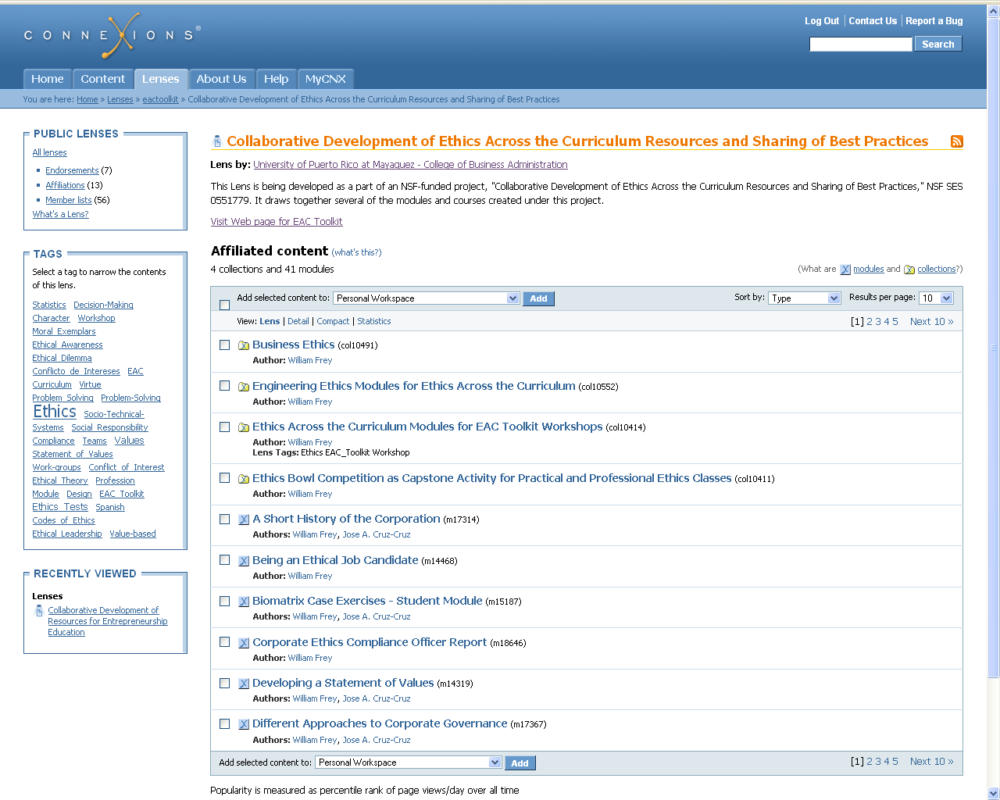 CONNEXIONS®
Log Out | Contact Us | Report a Bug
Search
Home Content Lenses About Us Help MyCNX
You are here: Home » Lenses » eactoolkit » Collaborative Development of Ethics Across the Curriculum Resources and Sharing of Best Practices
PUBLIC LENSES
All lenses
Endorsements (7)
Affiliations (13)
Member lists (56)
What's a Lens?
TAGS
Select a tag to narrow the contents
of this lens.
Statistics Decision-Making
Character Workshop
Moral Exemplars
Ethical Awareness
Ethical Dilemma
Conflicto de Intereses EAC
Curriculum Virtue
Problem Solving Problem-Solving
Ethics Socio-Technical-
Systems Social Responsibility
Compliance Teams Values
Statement of Values
Work-groups Conflict of Interest
Ethical Theory Profession
Module Design EAC Toolkit
Ethics Tests Spanish
Codes of Ethics
Ethical Leadership Value-based
RECENTLY VIEWED
Lenses
Collaborative Development of
Resources for Entrepreneurship
Education
Collaborative Development of Ethics Across the Curriculum Resources and Sharing of Best Practices
Lens by: University of Puerto Rico at Mayaguez - College of Business Administration
This Lens is being developed as a part of an NSF-funded project, "Collaborative Development of Ethics Across the Curriculum Resources and Sharing of Best Practices," NSF SES
0551779. It draws together several of the modules and courses created under this project.
Visit Web page for EAC Toolkit
Affiliated content (what's this?)
4 collections and 41 modules
(What are modules and collections?)
Add selected content to: Personal Workspace Add
Sort by: Type Results per page: 10
View: Lens | Detail | Compact | Statistics
[1] 2 3 4 5 Next 10 »
Business Ethics (col10491)
Author: William Frey
Engineering Ethics Modules for Ethics Across the Curriculum (col10552)
Author: William Frey
Ethics Across the Curriculum Modules for EAC Toolkit Workshops (col10414)
Author: William Frey
Lens Tags: Ethics EAC_Toolkit Workshop
Ethics Bowl Competition as Capstone Activity for Practical and Professional Ethics Classes (col10411)
Author: William Frey
A Short History of the Corporation (m17314)
Authors: William Frey, Jose A. Cruz-Cruz
Being an Ethical Job Candidate (m14468)
Author: William Frey
Biomatrix Case Exercises - Student Module (m15187)
Authors: William Frey, Jose A. Cruz-Cruz
Corporate Ethics Compliance Officer Report (m18646)
Author: William Frey
Developing a Statement of Values (m14319)
Authors: William Frey, Jose A. Cruz-Cruz
Different Approaches to Corporate Governance (m17367)
Authors: William Frey, Jose A. Cruz-Cruz
Add selected content to: Personal Workspace Add
[1] 2 3 4 5 Next 10 »
Popularity is measured as percentile rank of page views/day over all time